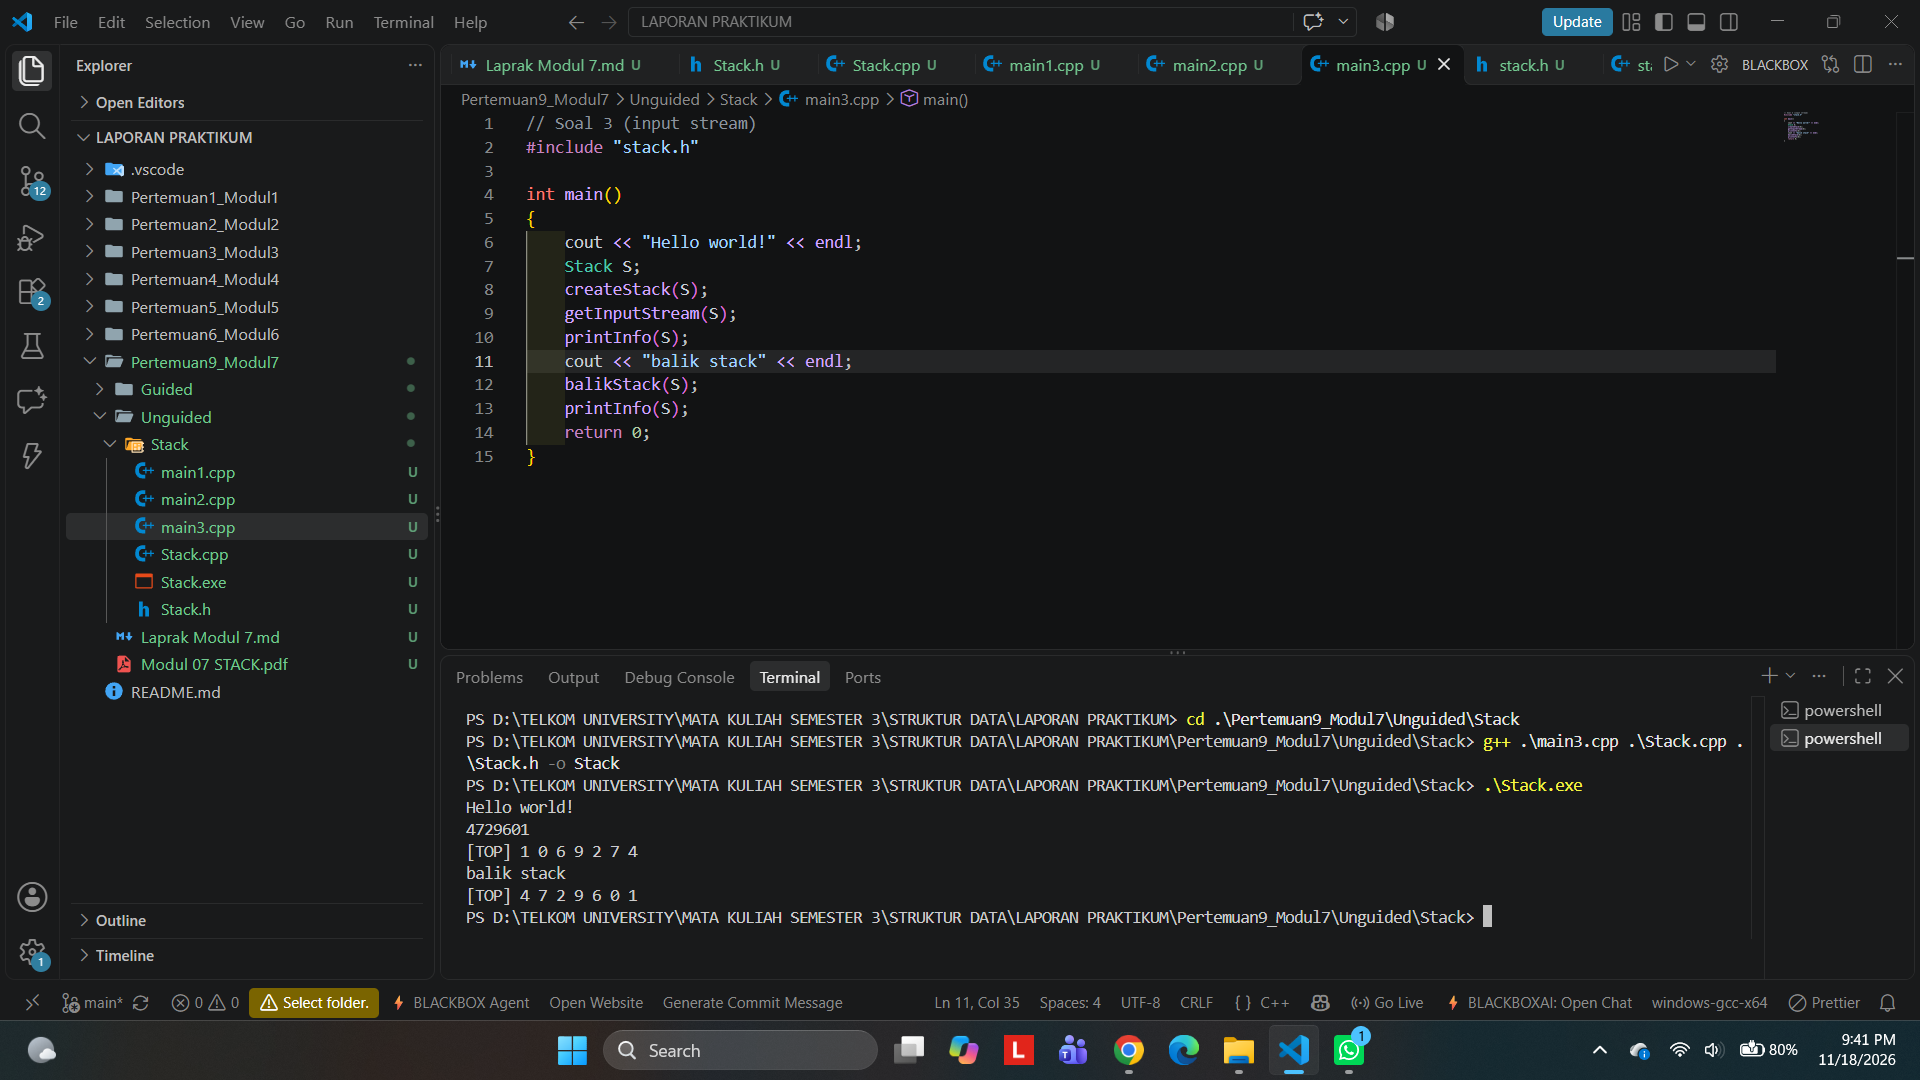 File Edit Selection View Go Run Terminal Help
LAPORAN PRAKTIKUM
Update
Explorer
Open Editors
LAPORAN PRAKTIKUM
.vscode
Pertemuan1_Modul1
Pertemuan2_Modul2
Pertemuan3_Modul3
Pertemuan4_Modul4
Pertemuan5_Modul5
Pertemuan6_Modul6
Pertemuan9_Modul7
Guided
Unguided
Stack
main1.cpp U
main2.cpp U
main3.cpp U
Stack.cpp U
Stack.exe U
Stack.h U
Laprak Modul 7.md U
Modul 07 STACK.pdf U
README.md
Outline
Timeline
12
2
1
Laprak Modul 7.md U Stack.h U Stack.cpp U main1.cpp U main2.cpp U main3.cpp U stack.h U st BLACKBOX
Pertemuan9_Modul7 > Unguided > Stack > main3.cpp > main()
1 // Soal 3 (input stream)
2 #include "stack.h"
3
4 int main()
5 {
6 cout << "Hello world!" << endl;
7 Stack S;
8 createStack(S);
9 getInputStream(S);
10 printInfo(S);
11 cout << "balik stack" << endl;
12 balikStack(S);
13 printInfo(S);
14 return 0;
15 }
Problems Output Debug Console Terminal Ports
PS D:\TELKOM UNIVERSITY\MATA KULIAH SEMESTER 3\STRUKTUR DATA\LAPORAN PRAKTIKUM> cd .\Pertemuan9_Modul7\Unguided\Stack
PS D:\TELKOM UNIVERSITY\MATA KULIAH SEMESTER 3\STRUKTUR DATA\LAPORAN PRAKTIKUM\Pertemuan9_Modul7\Unguided\Stack> g++ .\main3.cpp .\Stack.cpp .
\Stack.h -o Stack
PS D:\TELKOM UNIVERSITY\MATA KULIAH SEMESTER 3\STRUKTUR DATA\LAPORAN PRAKTIKUM\Pertemuan9_Modul7\Unguided\Stack> .\Stack.exe
Hello world!
4729601
[TOP] 1 0 6 9 2 7 4
balik stack
[TOP] 4 7 2 9 6 0 1
PS D:\TELKOM UNIVERSITY\MATA KULIAH SEMESTER 3\STRUKTUR DATA\LAPORAN PRAKTIKUM\Pertemuan9_Modul7\Unguided\Stack>
powershell
powershell
main* 0 0 Select folder. BLACKBOX Agent Open Website Generate Commit Message Ln 11, Col 35 Spaces: 4 UTF-8 CRLF {} C++ Go Live BLACKBOXAI: Open Chat windows-gcc-x64 Prettier
Search
L
T
1
80%
9:41 PM
11/18/2026